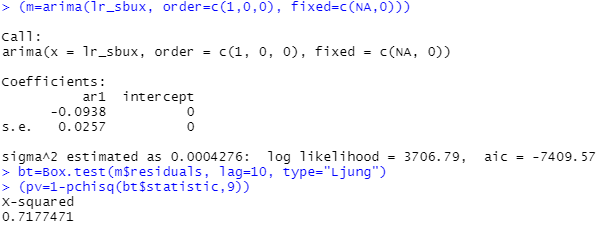 > (m=arima(lr_sbux, order=c(1,0,0), fixed=c(NA,0)))
Call:
arima(x = lr_sbux, order = c(1, 0, 0), fixed = c(NA, 0))
Coefficients:
ar1 intercept
-0.0938 0
s.e. 0.0257 0
sigma^2 estimated as 0.0004276: log likelihood = 3706.79, aic = -7409.57
> bt=Box.test(m$residuals, lag=10, type="Ljung")
> (pv=1-pchisq(bt$statistic,9))
X-squared
0.7177471